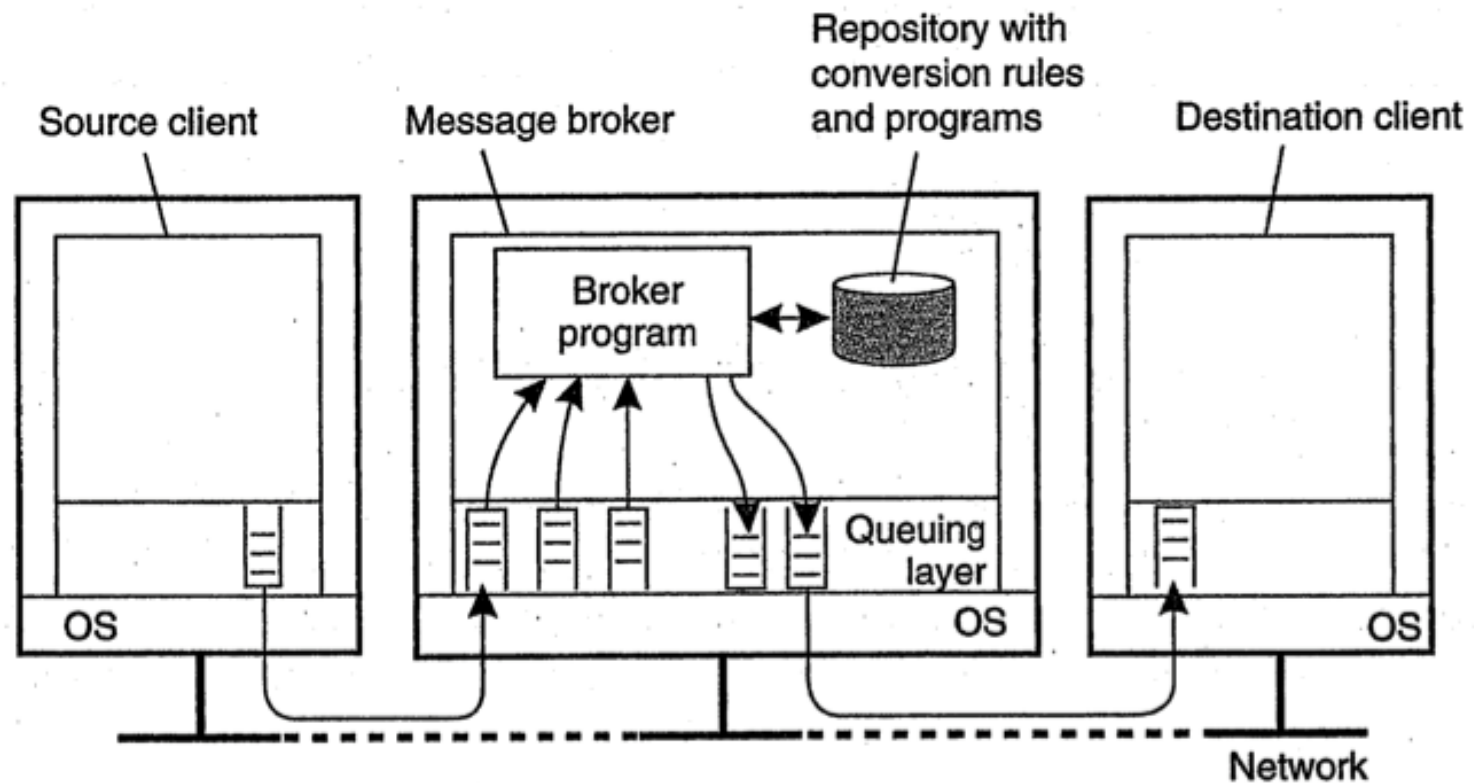 Repository with
conversion rules
and programs
Source client
Message broker
Destination client
Broker
program
Queuing
layer
OS
OS
OS
Network